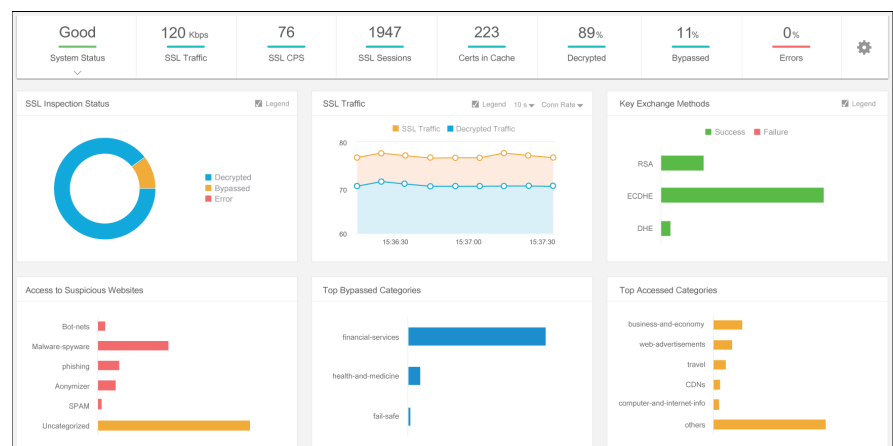 Good
120 Kbps
76
1947
223
89%
11%
0%
System Status
SSL Traffic
SSL CPS
SSL Sessions
Certs in Cache
Decrypted
Bypassed
Errors
SSL Inspection Status
Legend
Decrypted
Bypassed
Error
SSL Traffic
Legend 10 s Conn Rate
SSL Traffic Decrypted Traffic
80
70
60
15:36:30 15:37:00 15:37:30
Key Exchange Methods
Legend
Success Failure
RSA
ECDHE
DHE
Access to Suspicious Websites
Bot-nets
Malware-spyware
phishing
Aonymizer
SPAM
Uncategorized
Top Bypassed Categories
financial-services
health-and-medicine
fail-safe
Top Accessed Categories
business-and-economy
web-advertisements
travel
CDNs
computer-and-internet-info
others